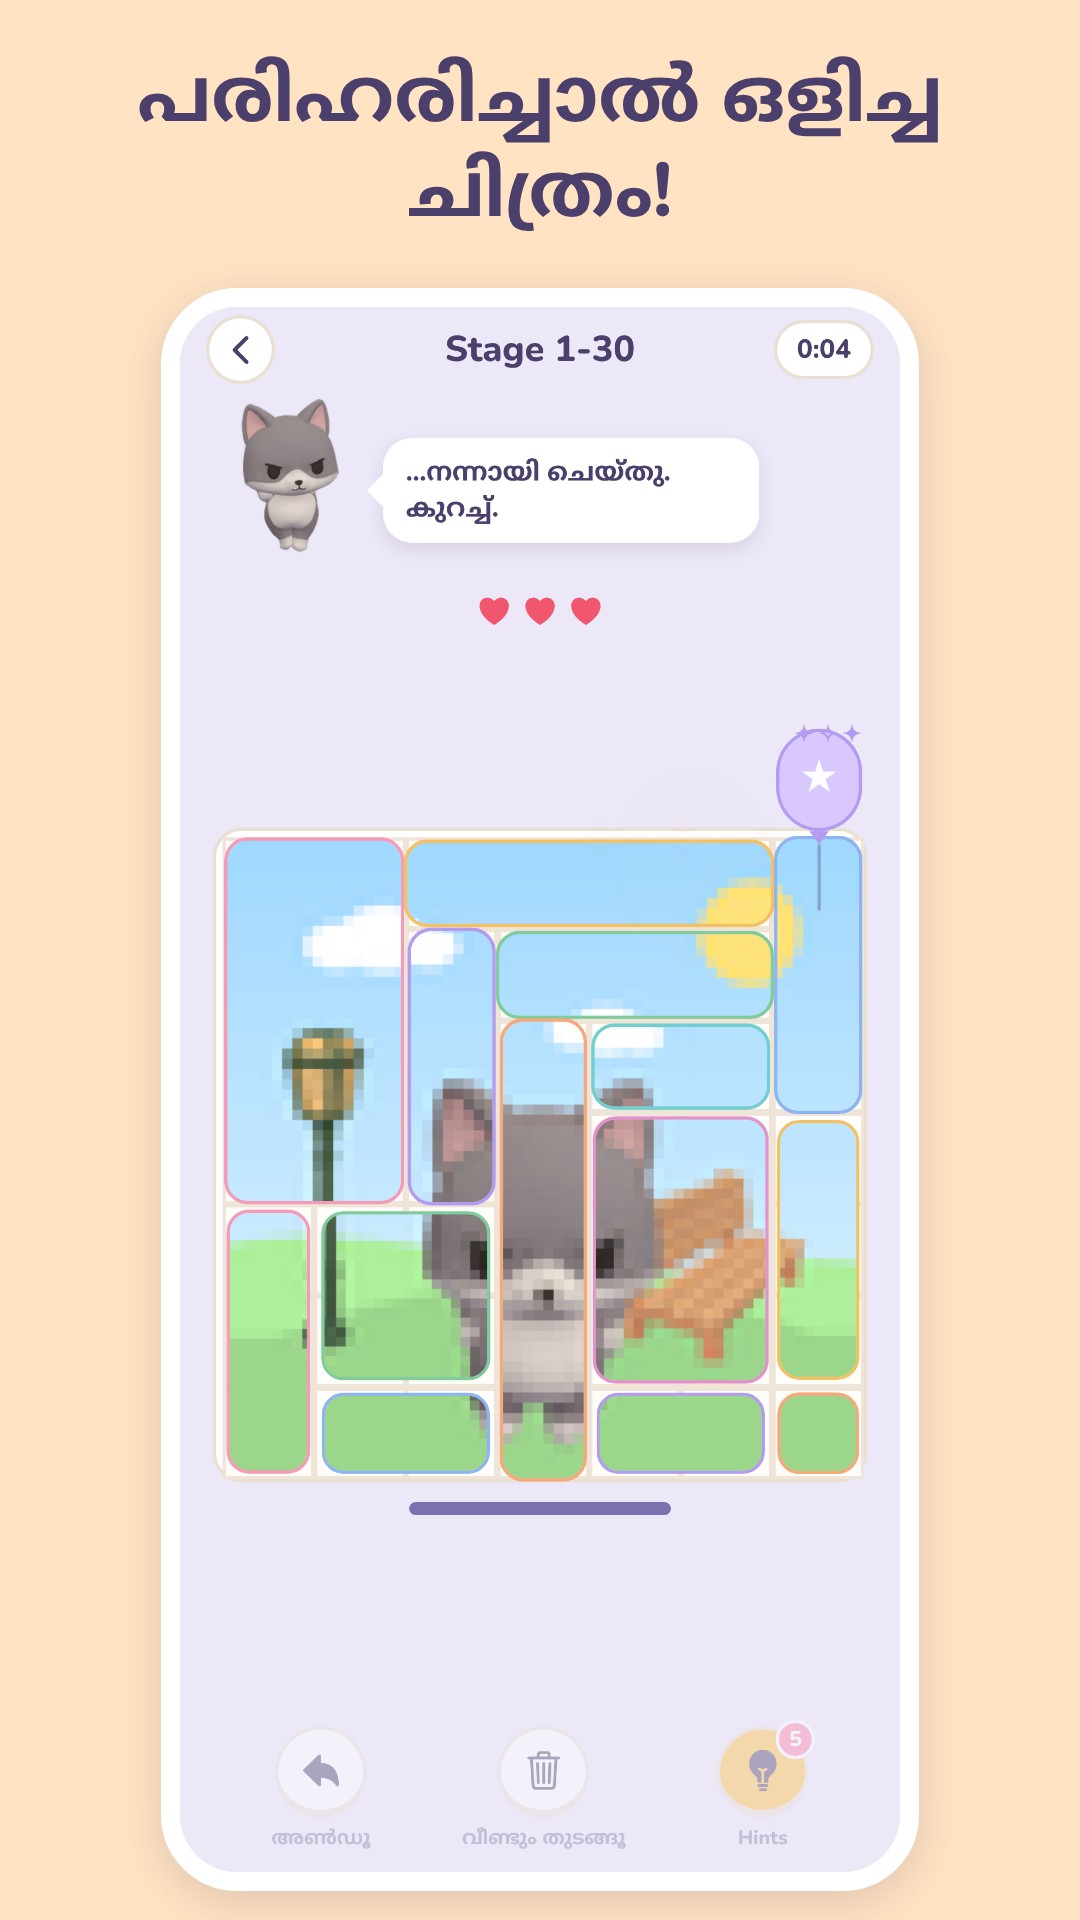 പരിഹരിച്ചാൽ ഒളിച്ച
ചിത്രം!
Stage 1-30
0:04
...നന്നായി ചെയ്തു.
കുറച്ച്.
5
അൺഡൂ
വീണ്ടും തുടങ്ങൂ
Hints